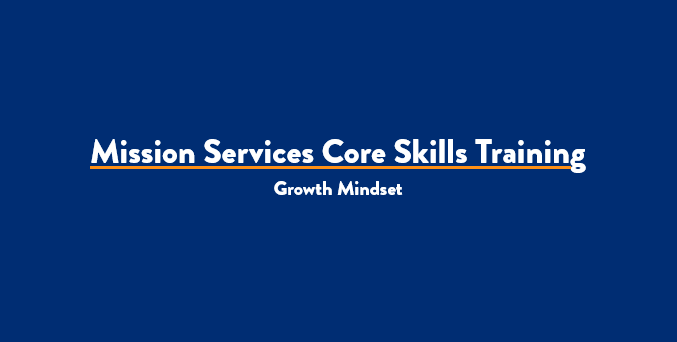 Mission Services Core Skills Training
Growth Mindset